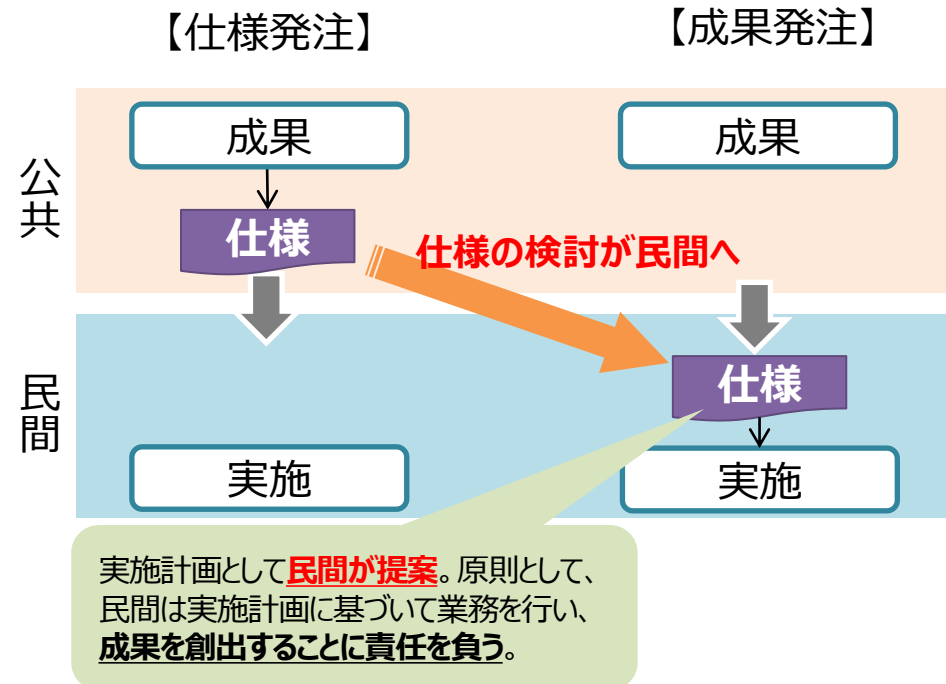 【仕様発注】
【成果発注】
公共
成果
成果
仕様
仕様の検討が民間へ
民間
仕様
実施
実施
実施計画として民間が提案。原則として、
民間は実施計画に基づいて業務を行い、
成果を創出することに責任を負う。